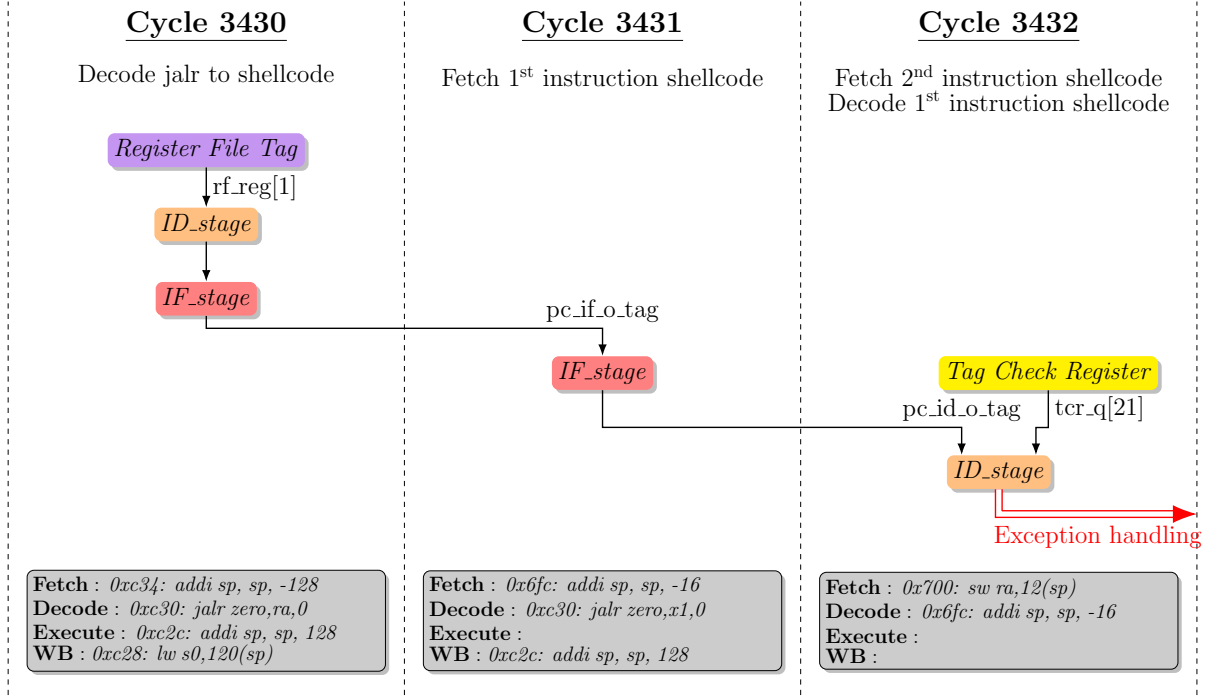 Cycle 3430
Decode jalr to shellcode
Register File Tag
rf_reg[1]
ID_stage
IF_stage
Fetch : 0xc34: addi sp, sp, -128
Decode : 0xc30: jalr zero,ra,0
Execute : 0xc2c: addi sp, sp, 128
WB : 0xc28: lw s0,120(sp)
Cycle 3431
Fetch 1st instruction shellcode
pc_if_o_tag
IF_stage
Fetch : 0x6fc: addi sp, sp, -16
Decode : 0xc30: jalr zero,x1,0
Execute :
WB : 0xc2c: addi sp, sp, 128
Cycle 3432
Fetch 2nd instruction shellcode
Decode 1st instruction shellcode
Tag Check Register
pc_id_o_tag
tcr_q[21]
ID_stage
Exception handling
Fetch : 0x700: sw ra,12(sp)
Decode : 0x6fc: addi sp, sp, -16
Execute :
WB :